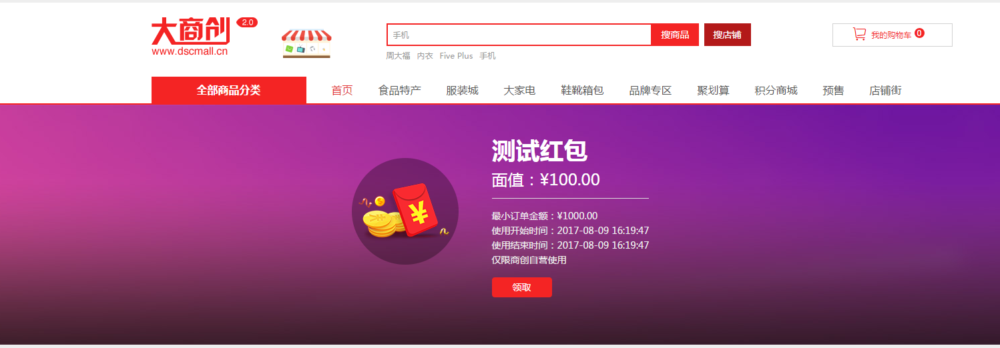 大商创 2.0
www.dscmall.cn
手机 搜商品 搜店铺
我的购物车 0
周大福 内衣 Five Plus 手机
全部商品分类 首页 食品特产 服装城 大家电 鞋靴箱包 品牌专区 聚划算 积分商城 预售 店铺街
测试红包
面值：¥100.00
最小订单金额：¥1000.00
使用开始时间：2017-08-09 16:19:47
使用结束时间：2017-08-09 16:19:47
仅限商创自营使用
领取